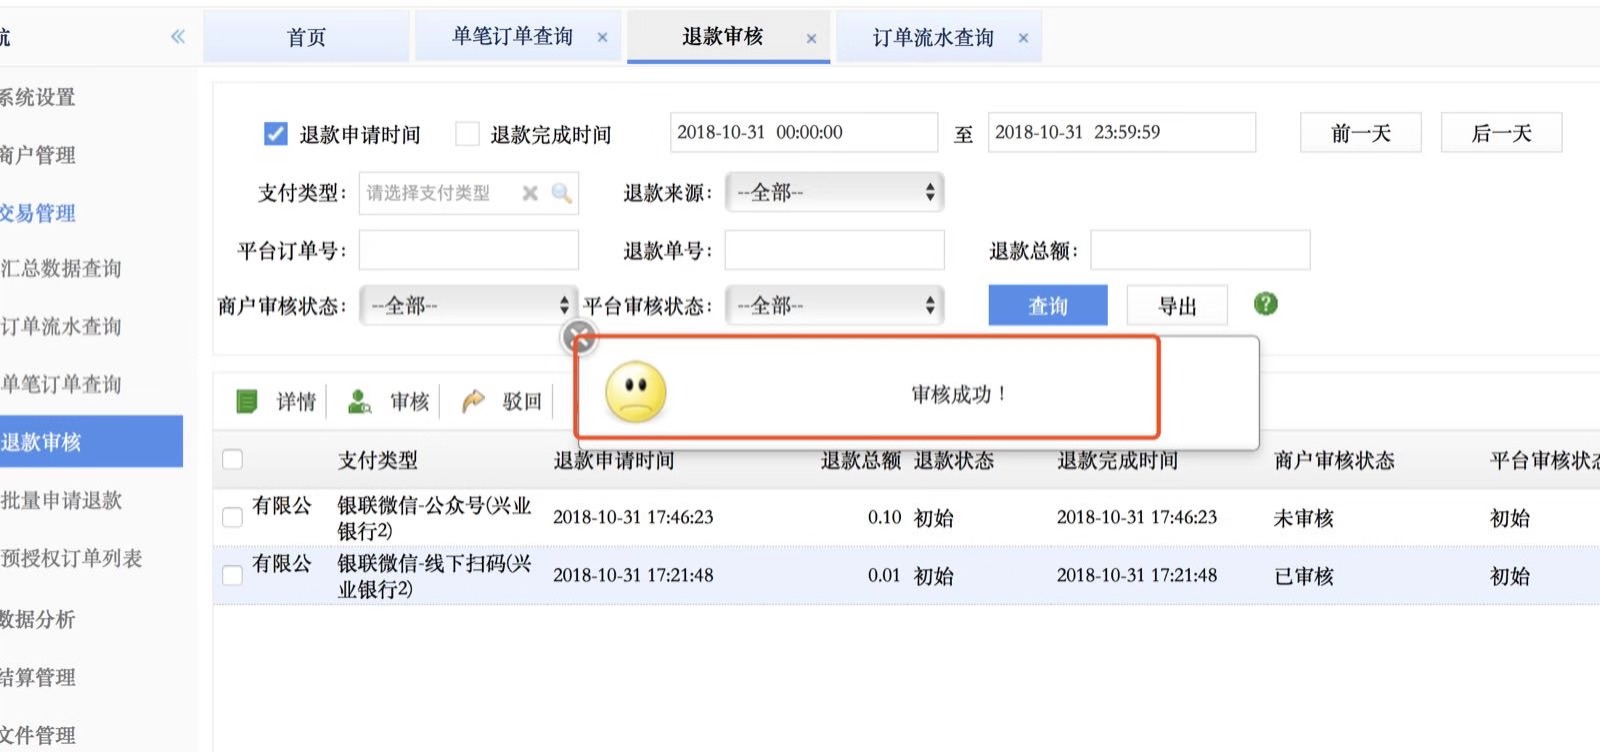 航
首页
单笔订单查询
退款审核
订单流水查询
系统设置
商户管理
交易管理
汇总数据查询
订单流水查询
单笔订单查询
退款审核
批量申请退款
预授权订单列表
数据分析
结算管理
文件管理
退款申请时间 退款完成时间 2018-10-31 00:00:00 至 2018-10-31 23:59:59 前一天 后一天
支付类型: 请选择支付类型 退款来源: --全部--
平台订单号: 退款单号: 退款总额:
商户审核状态: --全部-- 平台审核状态: --全部-- 查询 导出
详情 审核 驳回
审核成功！
支付类型 退款申请时间 退款总额 退款状态 退款完成时间 商户审核状态 平台审核状态
有限公 银联微信-公众号(兴业
银行2) 2018-10-31 17:46:23 0.10 初始 2018-10-31 17:46:23 未审核 初始
有限公 银联微信-线下扫码(兴
业银行2) 2018-10-31 17:21:48 0.01 初始 2018-10-31 17:21:48 已审核 初始